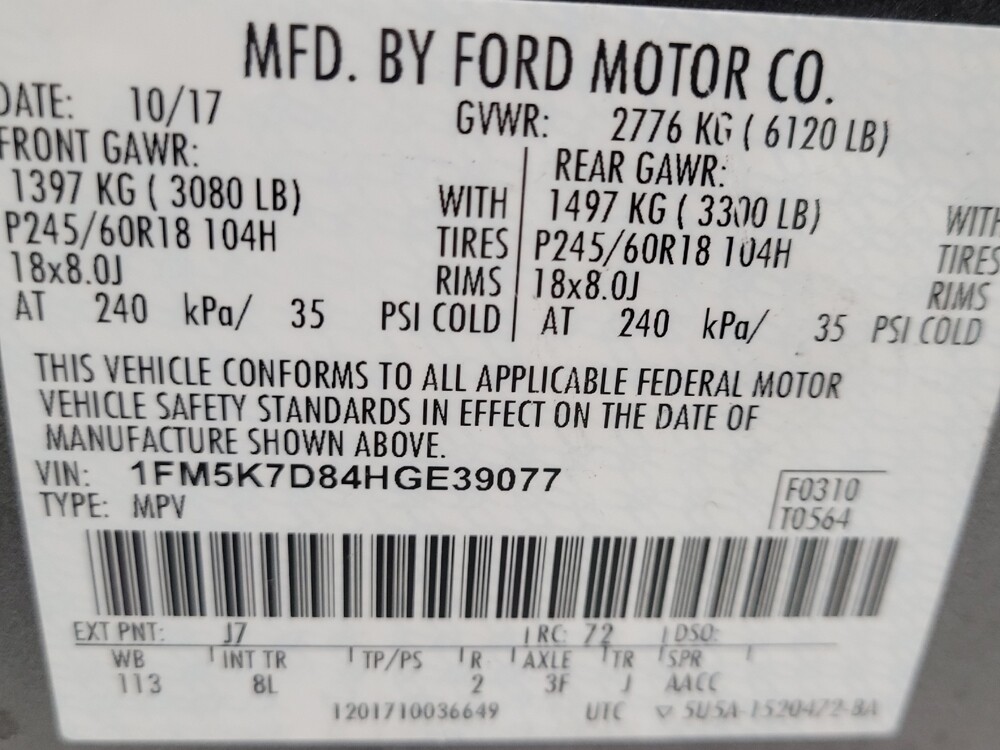 MFD. BY FORD MOTOR CO.
DATE: 10/17 GVWR: 2776 KG ( 6120 LB)
FRONT GAWR: REAR GAWR:
1397 KG ( 3080 LB) WITH 1497 KG ( 3300 LB) WITH
P245/60R18 104H TIRES P245/60R18 104H TIRES
18x8.0J RIMS 18x8.0J RIMS
AT 240 kPa/ 35 PSI COLD AT 240 kPa/ 35 PSI COLD
THIS VEHICLE CONFORMS TO ALL APPLICABLE FEDERAL MOTOR
VEHICLE SAFETY STANDARDS IN EFFECT ON THE DATE OF
MANUFACTURE SHOWN ABOVE.
VIN: 1FM5K7D84HGE39077
TYPE: MPV
F0310
T0564
EXT PNT: J7 RC: 72 DSO:
WB INT TR TP/PS R AXLE TR SPR
113 8L 2 3F J AACC
1201710036649 UTC ▽ 5U5A-1520472-BA